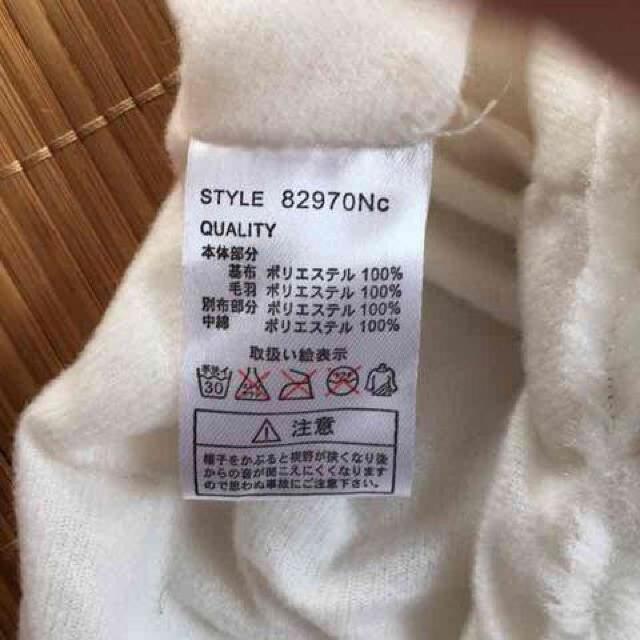 STYLE 82970Nc
QUALITY
本体部分
基布 ポリエステル 100%
毛羽 ポリエステル 100%
別布部分 ポリエステル 100%
中綿 ポリエステル 100%
取扱い絵表示
手洗イ 30
注意
帽子をかぶると視野が狭くなり後
からの音が聞こえにくくなります
ので思わぬ事故にご注意下さい